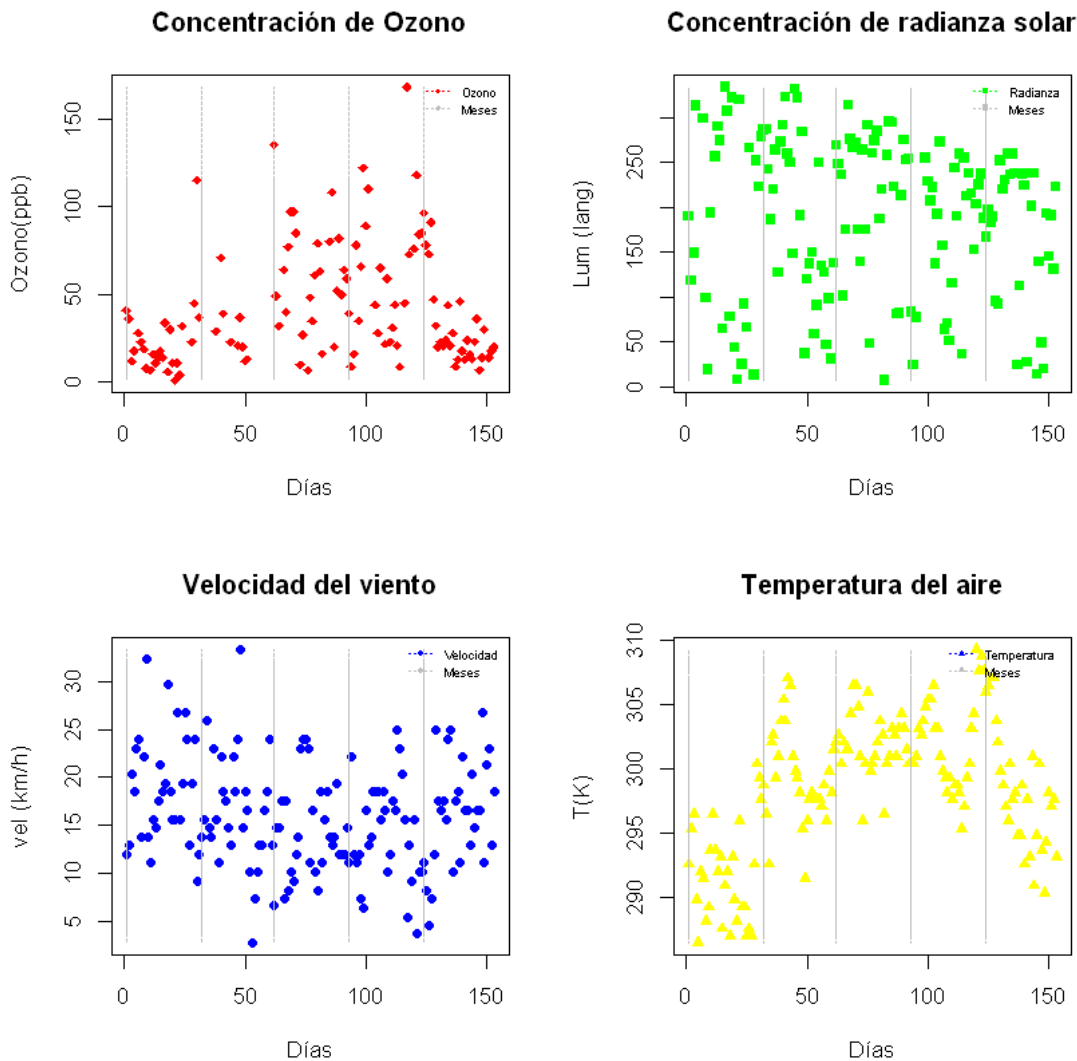 Concentración de Ozono
Ozono
Meses
Ozono(ppb)
0 50 100 150
0 50 100 150
Días
Concentración de radianza solar
Radianza
Meses
Lum (lang)
0 50 150 250
0 50 100 150
Días
Velocidad del viento
Velocidad
Meses
vel (km/h)
5 10 15 20 25 30
0 50 100 150
Días
Temperatura del aire
Temperatura
Meses
T(K)
290 295 300 305 310
0 50 100 150
Días